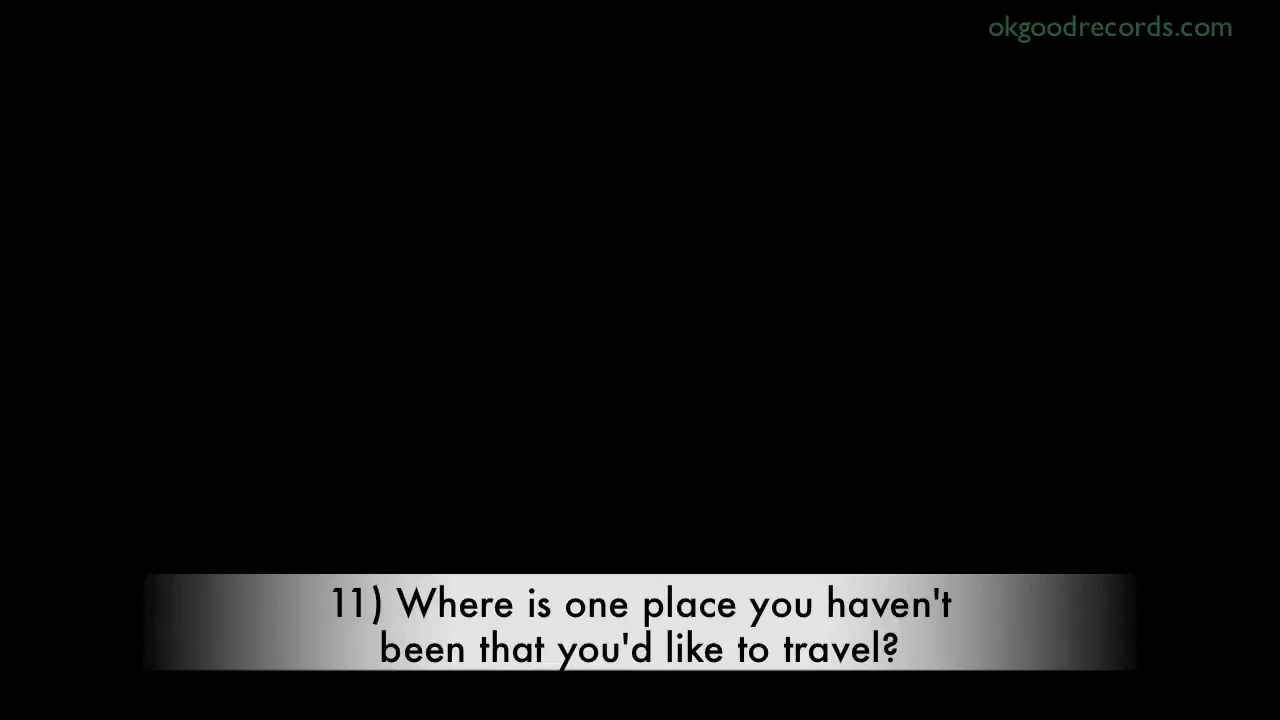 okgoodrecords.com
11) Where is one place you haven't
been that you'd like to travel?